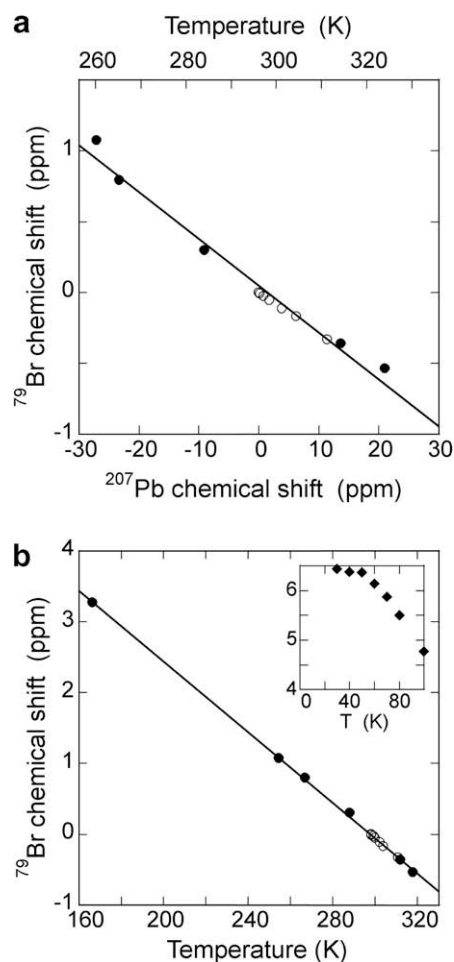 a
Temperature (K)
260 280 300 320
1
0
-1
⁷⁹Br chemical shift (ppm)
-30 -20 -10 0 10 20 30
²⁰⁷Pb chemical shift (ppm)
b
4
3
2
1
0
-1
⁷⁹Br chemical shift (ppm)
6
5
4
0 40 80
T (K)
160 200 240 280 320
Temperature (K)